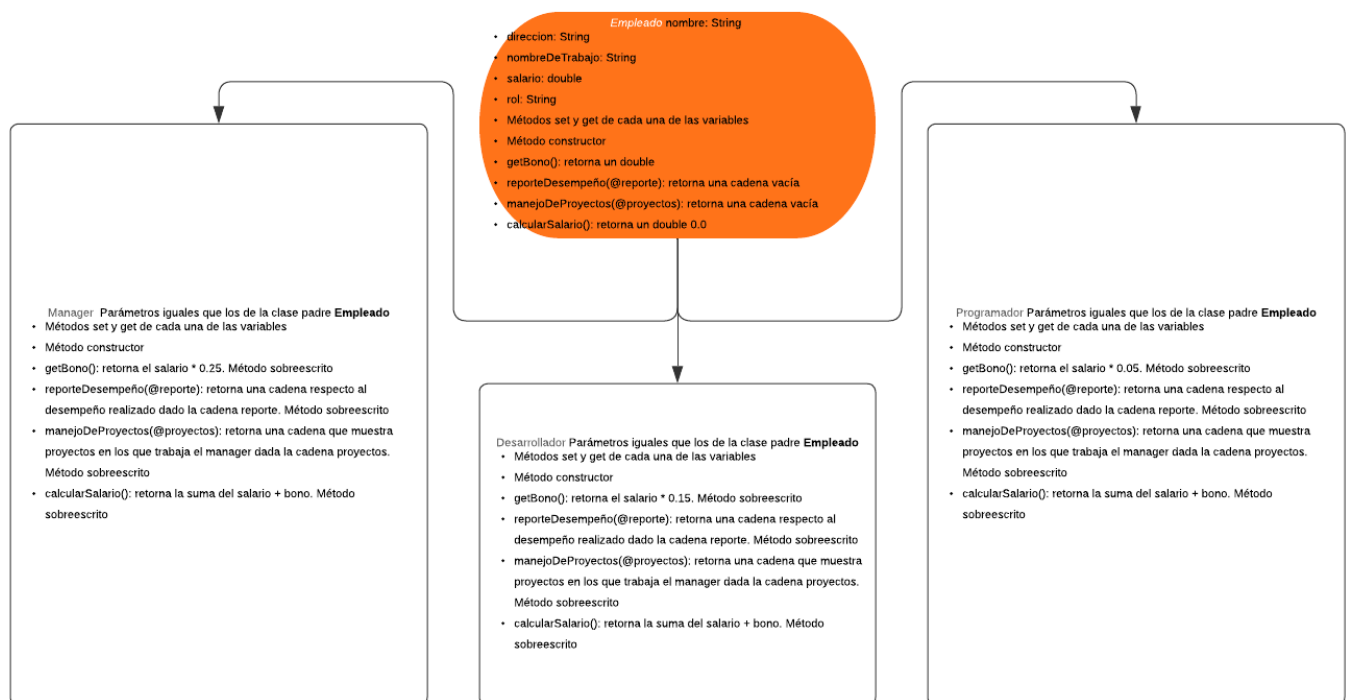 Empleado nombre: String
• direccion: String
• nombreDeTrabajo: String
• salario: double
• rol: String
• Métodos set y get de cada una de las variables
• Método constructor
• getBono(): retorna un double
• reporteDesempeño(@reporte): retorna una cadena vacía
• manejoDeProyectos(@proyectos): retorna una cadena vacía
• calcularSalario(): retorna un double 0.0
Manager Parámetros iguales que los de la clase padre Empleado
• Métodos set y get de cada una de las variables
• Método constructor
• getBono(): retorna el salario * 0.25. Método sobreescrito
• reporteDesempeño(@reporte): retorna una cadena respecto al
desempeño realizado dado la cadena reporte. Método sobreescrito
• manejoDeProyectos(@proyectos): retorna una cadena que muestra
proyectos en los que trabaja el manager dada la cadena proyectos.
Método sobreescrito
• calcularSalario(): retorna la suma del salario + bono. Método
sobreescrito
Desarrollador Parámetros iguales que los de la clase padre Empleado
• Métodos set y get de cada una de las variables
• Método constructor
• getBono(): retorna el salario * 0.15. Método sobreescrito
• reporteDesempeño(@reporte): retorna una cadena respecto al
desempeño realizado dado la cadena reporte. Método sobreescrito
• manejoDeProyectos(@proyectos): retorna una cadena que muestra
proyectos en los que trabaja el manager dada la cadena proyectos.
Método sobreescrito
• calcularSalario(): retorna la suma del salario + bono. Método
sobreescrito
Programador Parámetros iguales que los de la clase padre Empleado
• Métodos set y get de cada una de las variables
• Método constructor
• getBono(): retorna el salario * 0.05. Método sobreescrito
• reporteDesempeño(@reporte): retorna una cadena respecto al
desempeño realizado dado la cadena reporte. Método sobreescrito
• manejoDeProyectos(@proyectos): retorna una cadena que muestra
proyectos en los que trabaja el manager dada la cadena proyectos.
Método sobreescrito
• calcularSalario(): retorna la suma del salario + bono. Método
sobreescrito